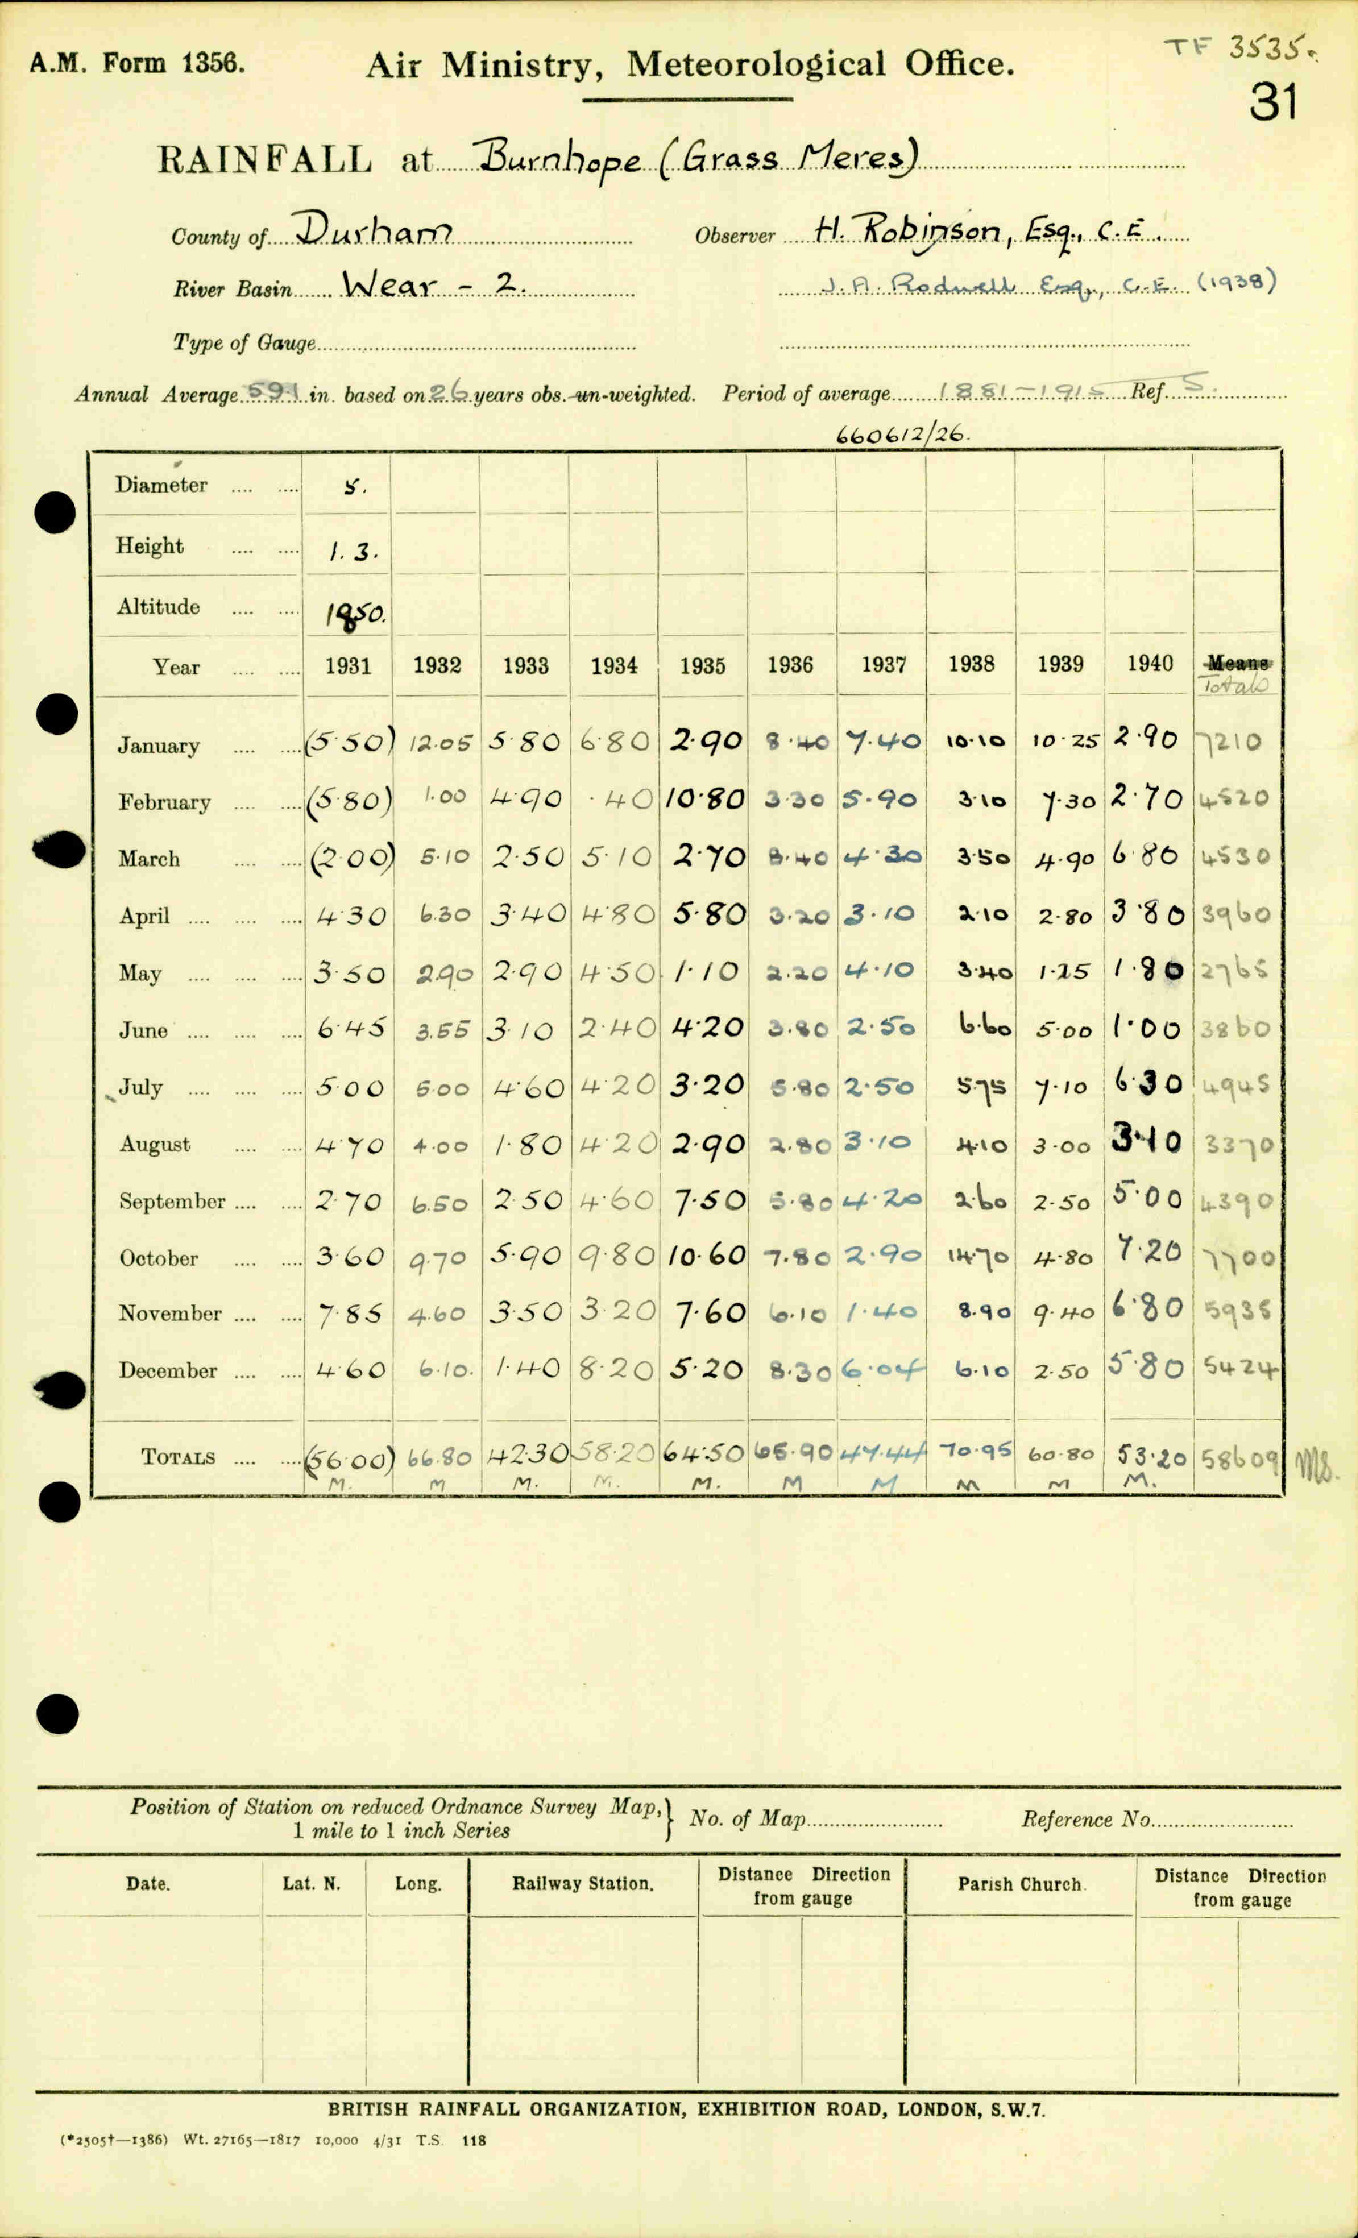 TF 3535.
A.M. Form 1356. Air Ministry, Meteorological Office.
31
RAINFALL at Burnhope (Grass Meres)
County of Durham Observer H. Robinson, Esq., C.E.
River Basin Wear - 2. J. A. Rodwell Esq., C.E. (1938)
Type of Gauge
Annual Average 59.1 in. based on 26 years obs. un-weighted. Period of average 1881-1915 Ref. S.
660612/26.
Diameter 5.
Height 1.3.
Altitude 1850.
Year 1931 1932 1933 1934 1935 1936 1937 1938 1939 1940 Means
Totals
January (5.50) 12.05 5.80 6.80 2.90 8.40 7.40 10.10 10.25 2.90 7210
February (5.80) 1.00 4.90 .40 10.80 3.30 5.90 3.10 7.30 2.70 4520
March (2.00) 5.10 2.50 5.10 2.70 8.40 4.30 3.50 4.90 6.80 4530
April 4.30 6.30 3.40 4.80 5.80 3.20 3.10 2.10 2.80 3.80 3960
May 3.50 2.90 2.90 4.50 1.10 2.20 4.10 3.40 1.25 1.80 2765
June 6.45 3.55 3.10 2.40 4.20 3.80 2.50 6.60 5.00 1.00 3860
July 5.00 5.00 4.60 4.20 3.20 5.80 2.50 5.75 7.10 6.30 4945
August 4.70 4.00 1.80 4.20 2.90 2.80 3.10 4.10 3.00 3.10 3370
September 2.70 6.50 2.50 4.60 7.50 5.80 4.20 2.60 2.50 5.00 4390
October 3.60 9.70 5.90 9.80 10.60 7.80 2.90 14.70 4.80 7.20 7700
November 7.85 4.60 3.50 3.20 7.60 6.10 1.40 8.90 9.40 6.80 5935
December 4.60 6.10. 1.40 8.20 5.20 8.30 6.04 6.10 2.50 5.80 5424
TOTALS (56.00) 66.80 42.30 58.20 64.50 65.90 47.44 70.95 60.80 53.20 58609 Ms.
M. M M. M. M. M M M M M.
Position of Station on reduced Ordnance Survey Map, } No. of Map Reference No.
1 mile to 1 inch Series
Date. Lat. N. Long. Railway Station. Distance Direction from gauge Parish Church. Distance Direction from gauge
BRITISH RAINFALL ORGANIZATION, EXHIBITION ROAD, LONDON, S.W.7.
(*2505†—1386) Wt. 27165—1817 10,000 4/31 T.S. 118